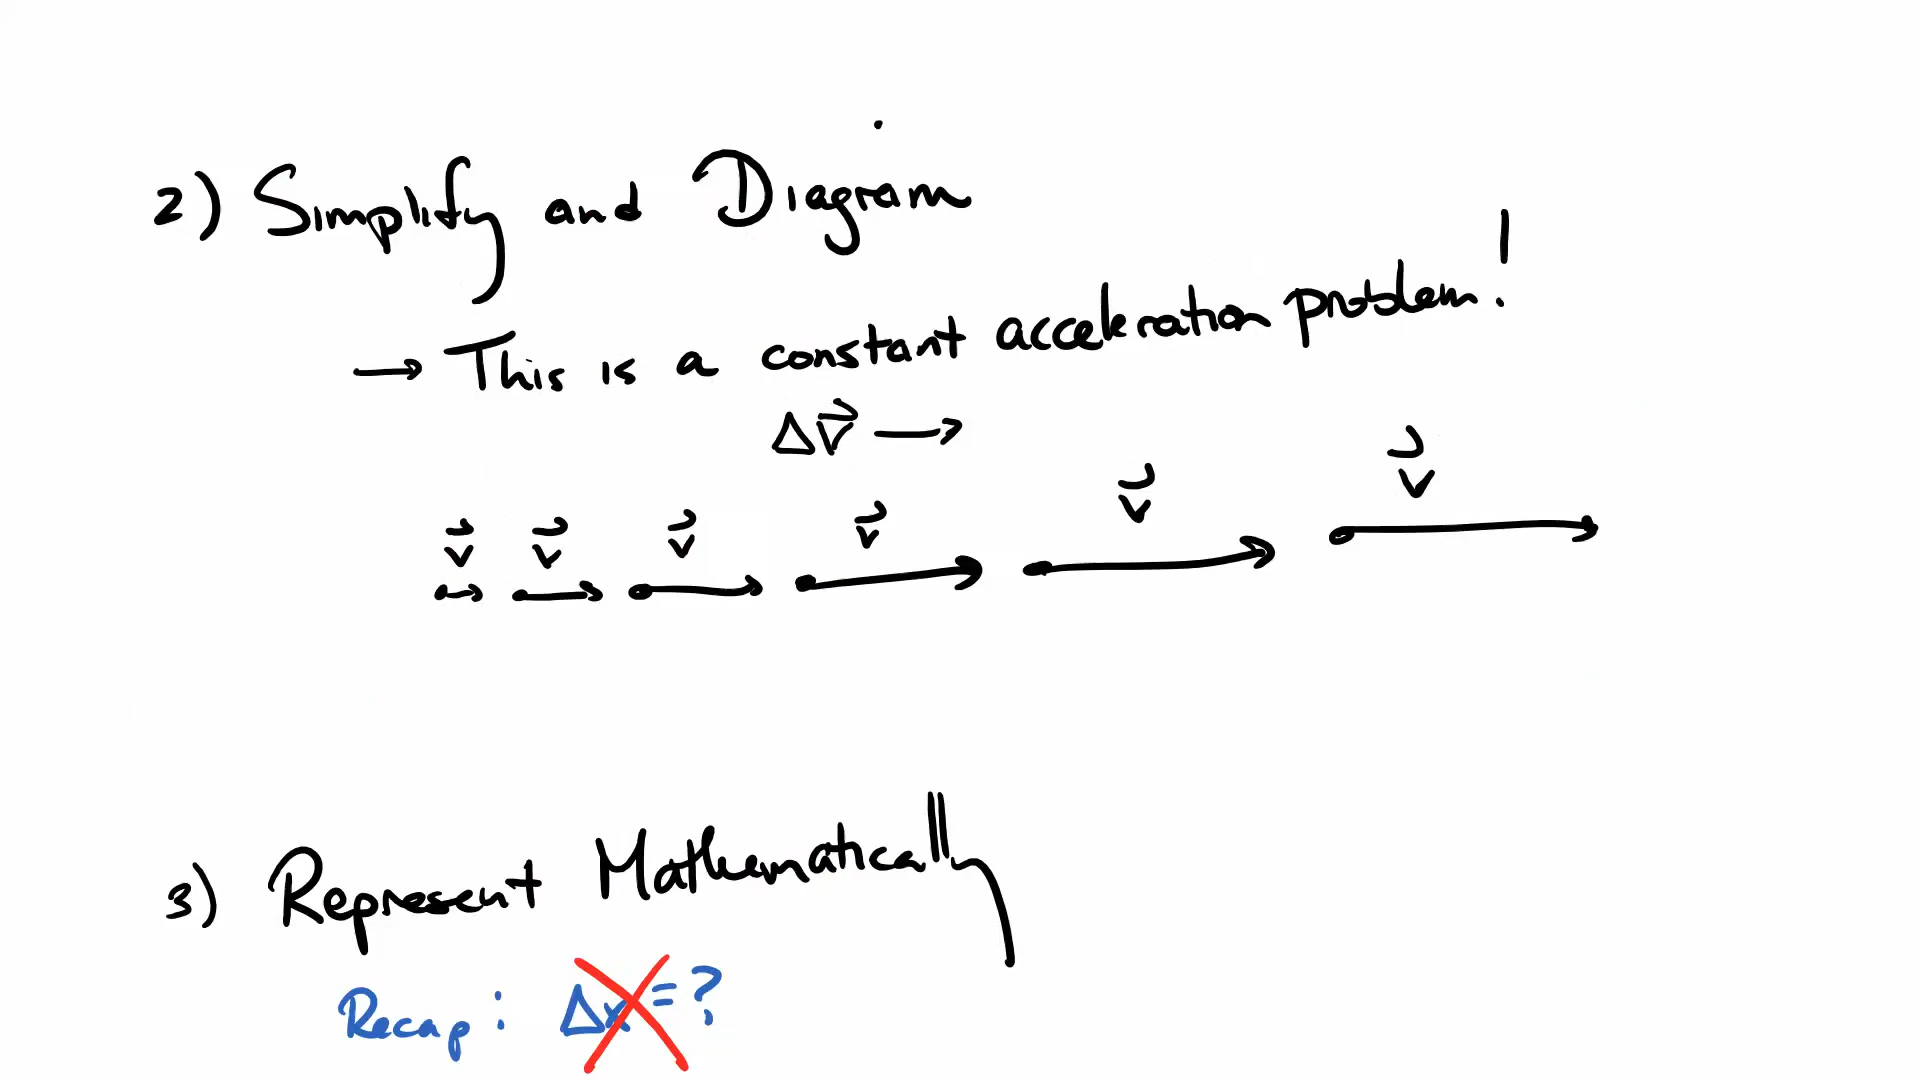 2) Simplify and Diagram
→ This is a constant acceleration problem!
Δv⃗ →
v⃗ v⃗ v⃗ v⃗ v⃗ v⃗
3) Represent Mathematically
Recap: Δx = ?